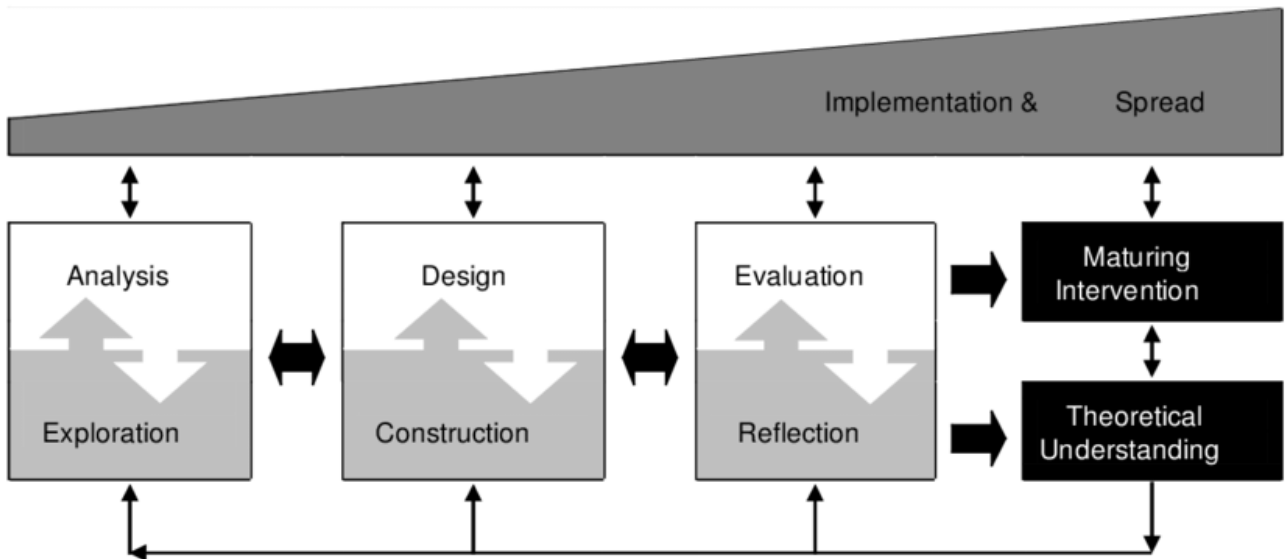 Implementation & Spread
Analysis
Exploration
Design
Construction
Evaluation
Reflection
Maturing
Intervention
Theoretical
Understanding